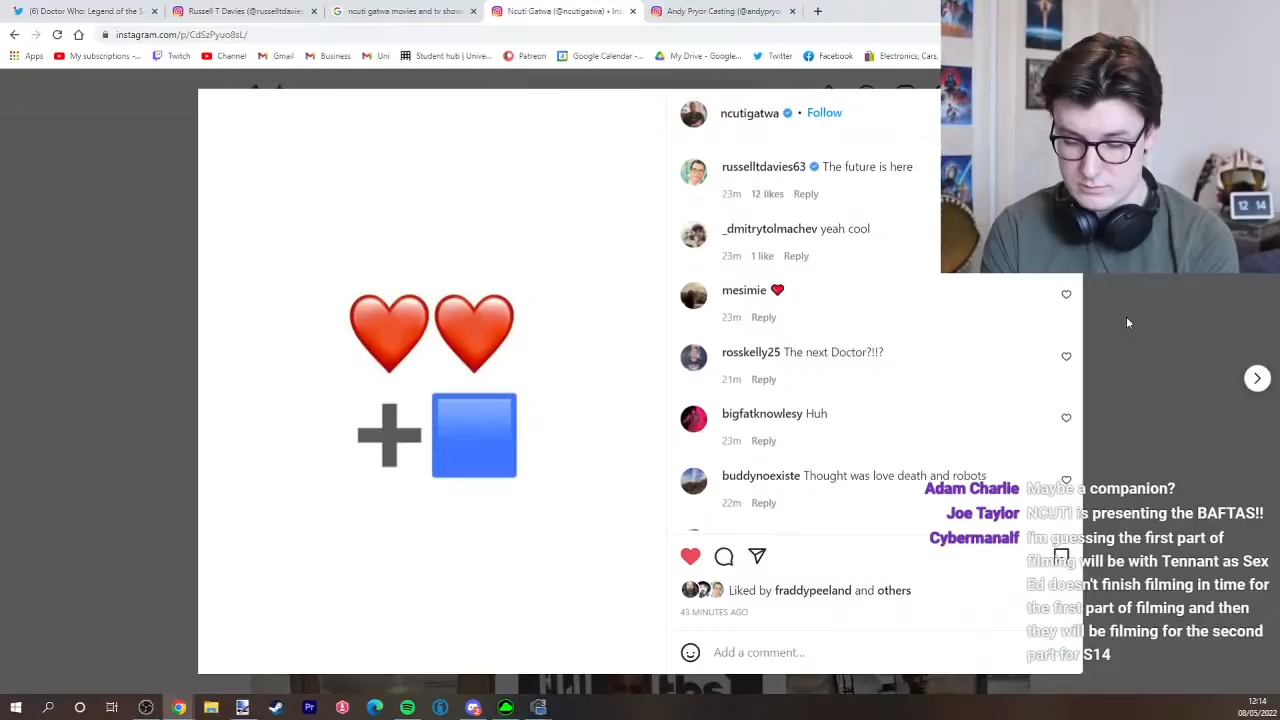 (6) Doctor Who: Legend of the S
Russell T Davies (@russelltdavies
ncuti gatwa movies and tv shows
Ncuti Gatwa (@ncutigatwa) • Ins
Andy Pryor Casting (@andypryo
instagram.com/p/CdSzPyuo8sL/
Apps
My subscriptions -...
Twitch
Channel
Gmail
Business
Uni
Student hub | Unive...
Patreon
Google Calendar -...
My Drive - Google...
Twitter
Facebook
Electronics, Cars,
ncutigatwa • Follow
russelltdavies63 The future is here
23m 12 likes Reply
12 14
_dmitrytolmachev yeah cool
23m 1 like Reply
mesimie ❤️
23m Reply
rosskelly25 The next Doctor?!!?
21m Reply
bigfatknowlesy Huh
23m Reply
buddynoexiste Thought was love death and robots
22m Reply
Adam Charlie Maybe a companion?
Joe Taylor NCUTI is presenting the BAFTAS!!
Cybermanalf I'm guessing the first part of
filming will be with Tennant as Sex
Ed doesn't finish filming in time for
the first part of filming and then
they will be filming for the second
part for S14
Liked by fraddypeeland and others
43 MINUTES AGO
Add a comment...
12:14
08/05/2022